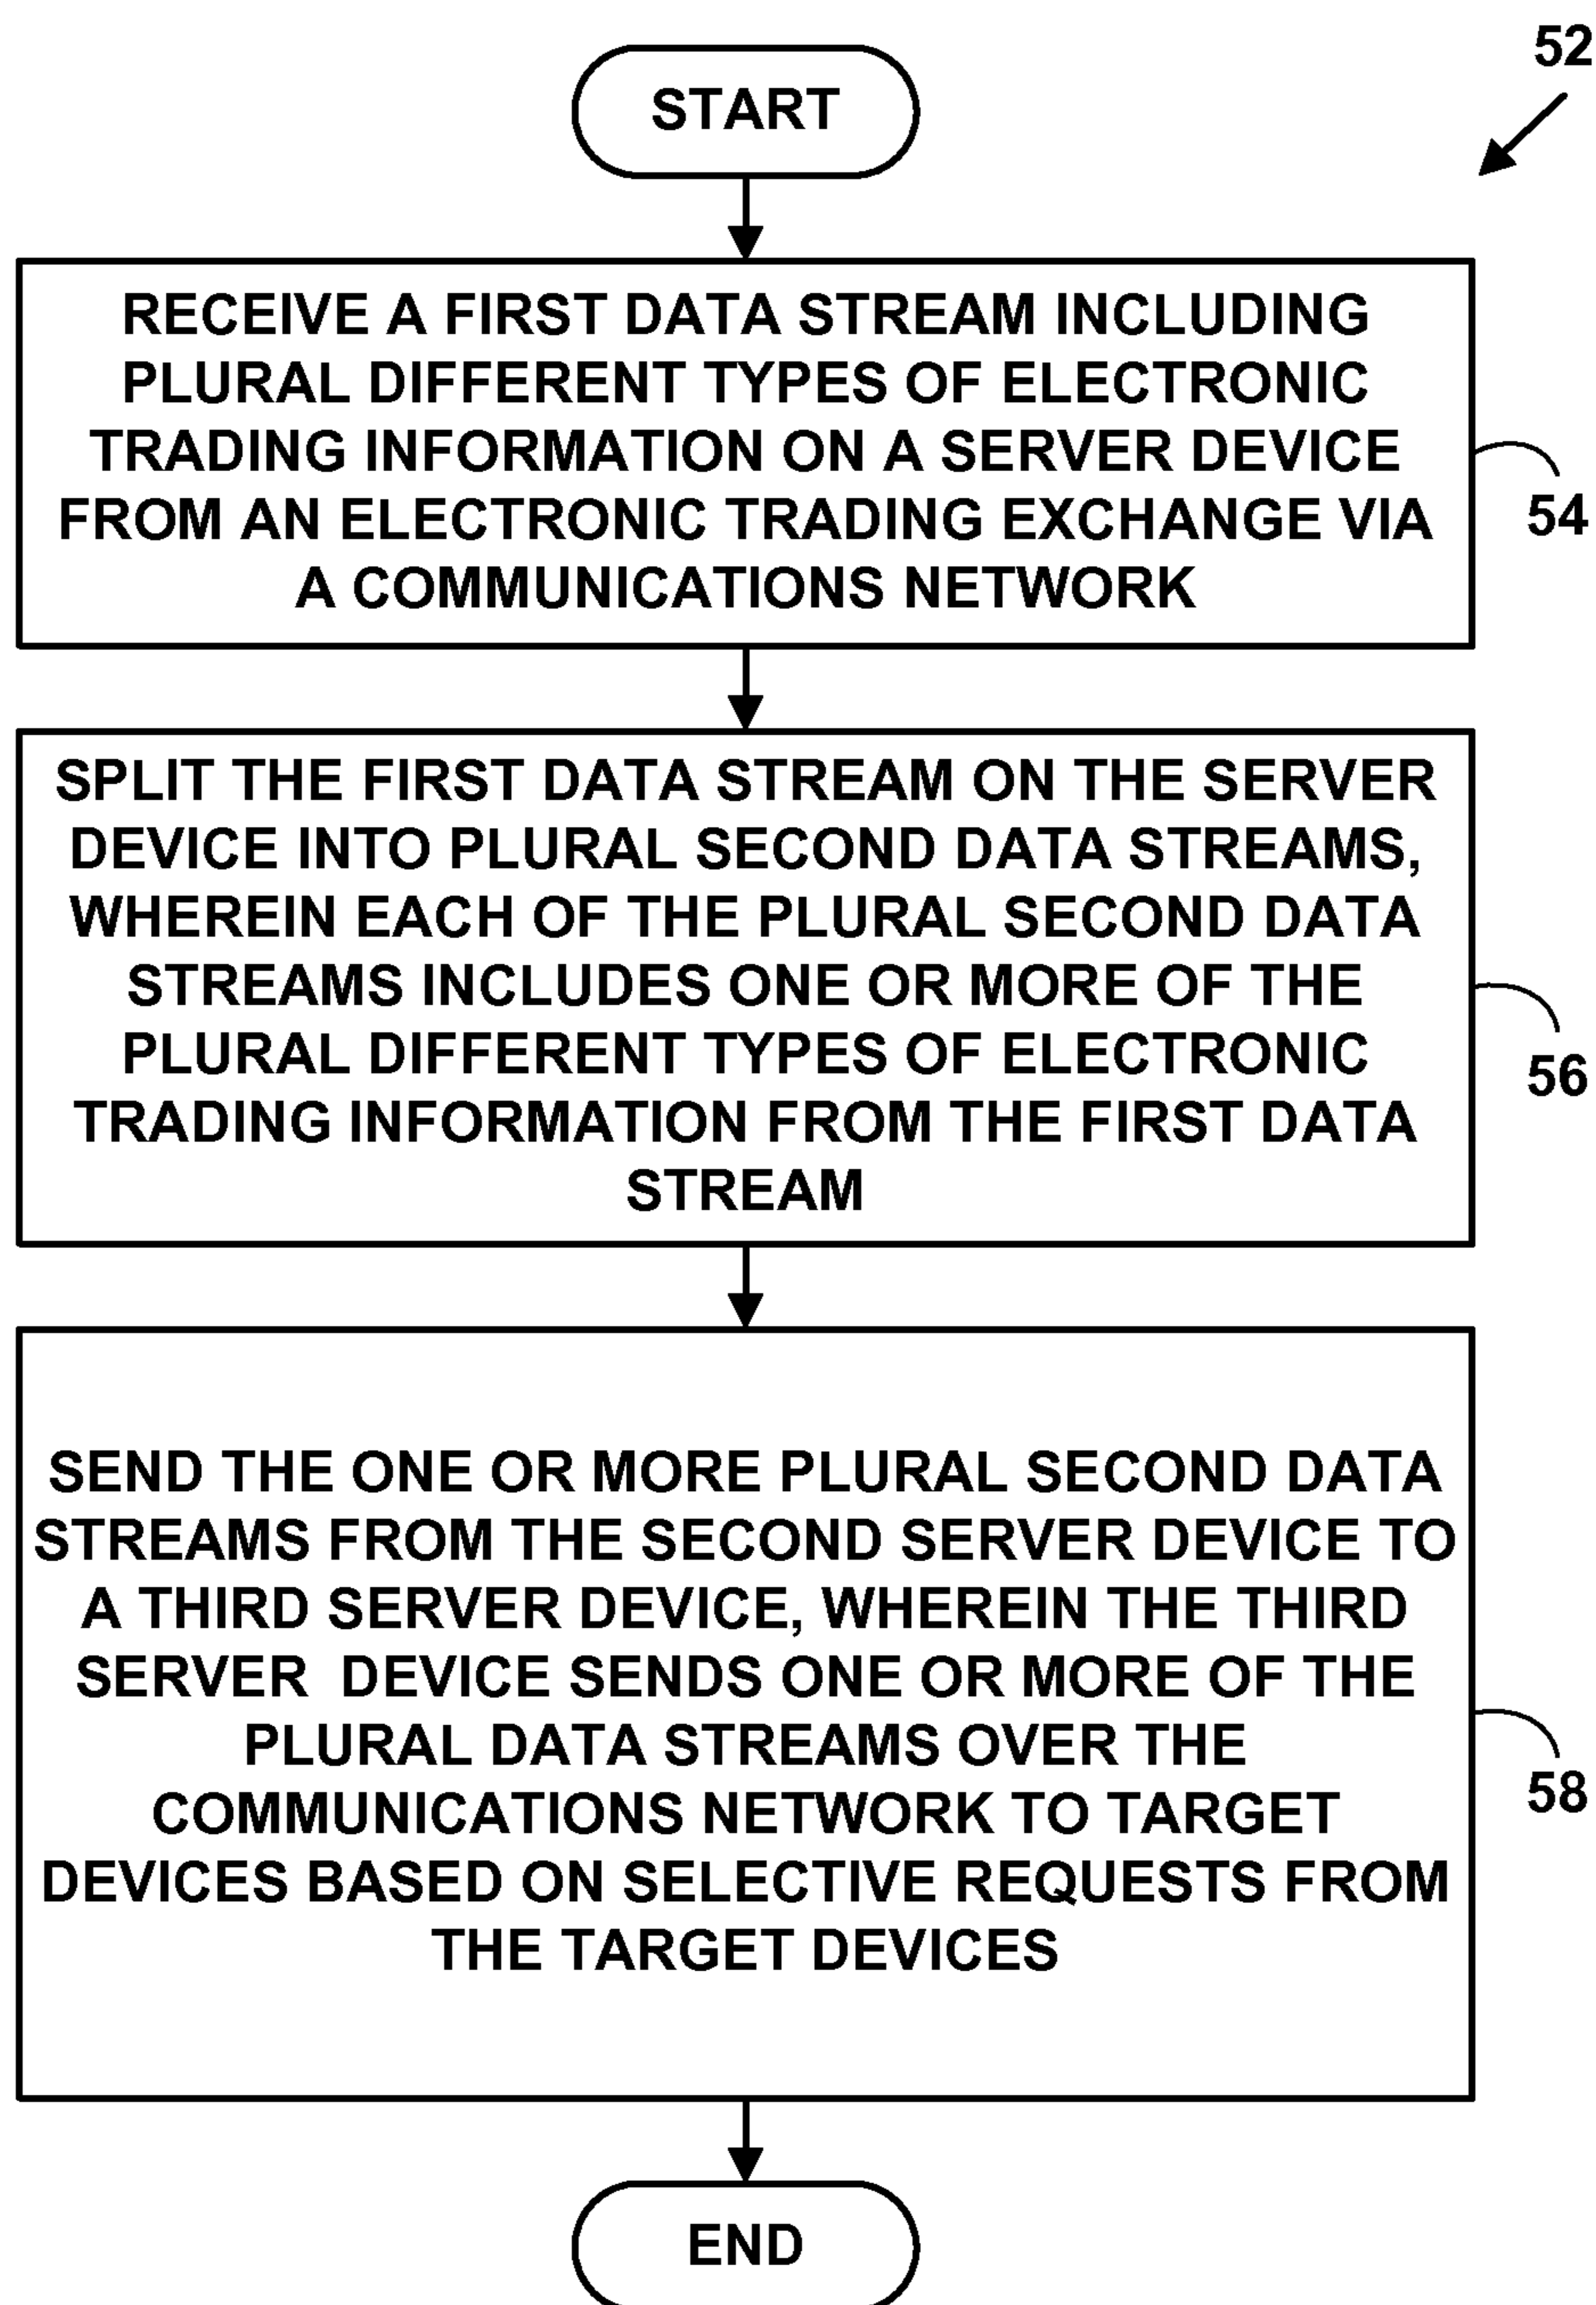 52
START
RECEIVE A FIRST DATA STREAM INCLUDING
PLURAL DIFFERENT TYPES OF ELECTRONIC
TRADING INFORMATION ON A SERVER DEVICE
FROM AN ELECTRONIC TRADING EXCHANGE VIA
A COMMUNICATIONS NETWORK
54
SPLIT THE FIRST DATA STREAM ON THE SERVER
DEVICE INTO PLURAL SECOND DATA STREAMS,
WHEREIN EACH OF THE PLURAL SECOND DATA
STREAMS INCLUDES ONE OR MORE OF THE
PLURAL DIFFERENT TYPES OF ELECTRONIC
TRADING INFORMATION FROM THE FIRST DATA
STREAM
56
SEND THE ONE OR MORE PLURAL SECOND DATA
STREAMS FROM THE SECOND SERVER DEVICE TO
A THIRD SERVER DEVICE, WHEREIN THE THIRD
SERVER DEVICE SENDS ONE OR MORE OF THE
PLURAL DATA STREAMS OVER THE
COMMUNICATIONS NETWORK TO TARGET
DEVICES BASED ON SELECTIVE REQUESTS FROM
THE TARGET DEVICES
58
END